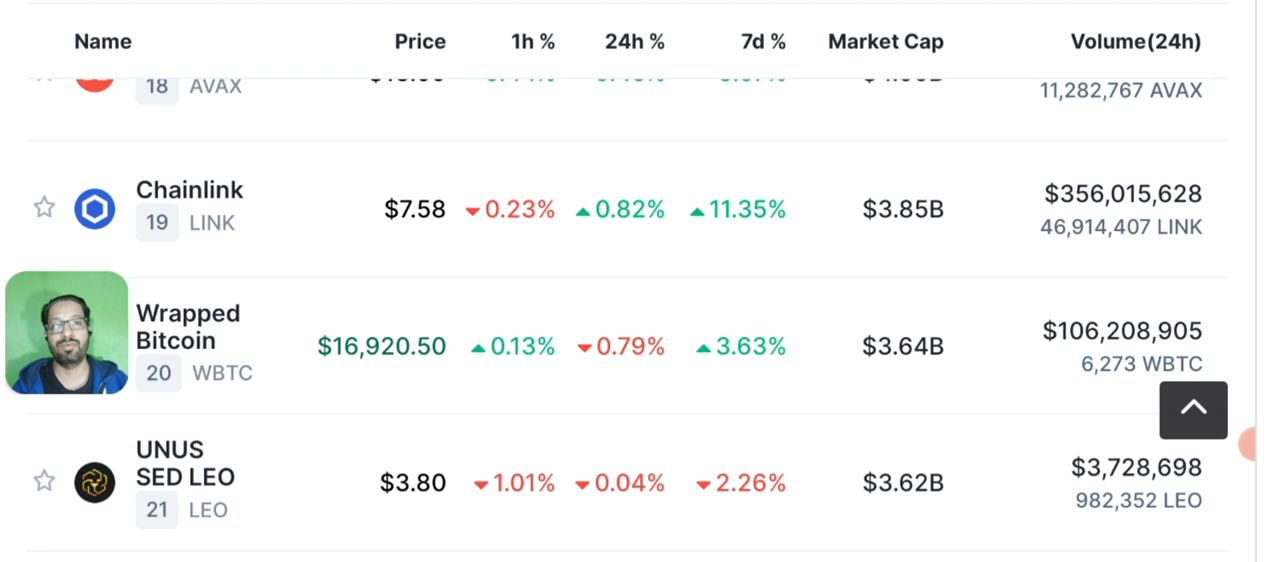 Name Price 1h % 24h % 7d % Market Cap Volume(24h)
18 AVAX 11,282,767 AVAX
Chainlink
19 LINK
$7.58 0.23% 0.82% 11.35% $3.85B $356,015,628
46,914,407 LINK
Wrapped
Bitcoin
20 WBTC
$16,920.50 0.13% 0.79% 3.63% $3.64B $106,208,905
6,273 WBTC
UNUS
SED LEO
21 LEO
$3.80 1.01% 0.04% 2.26% $3.62B $3,728,698
982,352 LEO